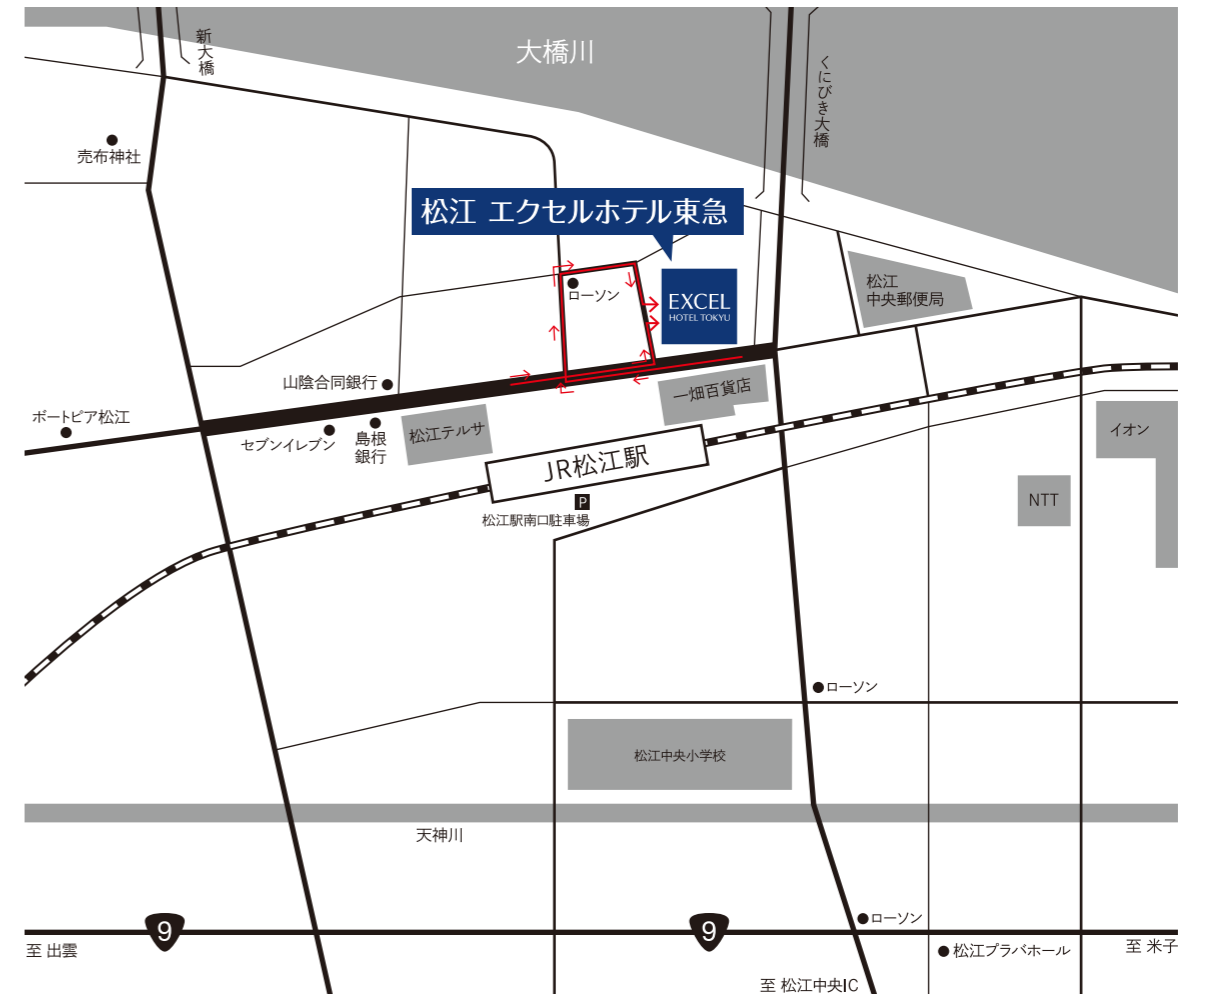 新大橋
大橋川
くにびき大橋
売布神社
松江 エクセルホテル東急
松江
中央郵便局
ローソン
EXCEL
HOTEL TOKYU
山陰合同銀行
一畑百貨店
ポートピア松江
セブンイレブン
島根
銀行
松江テルサ
イオン
JR松江駅
P
松江駅南口駐車場
NTT
ローソン
松江中央小学校
天神川
ローソン
9
9
至 出雲
松江プラバホール
至 米子
至 松江中央IC